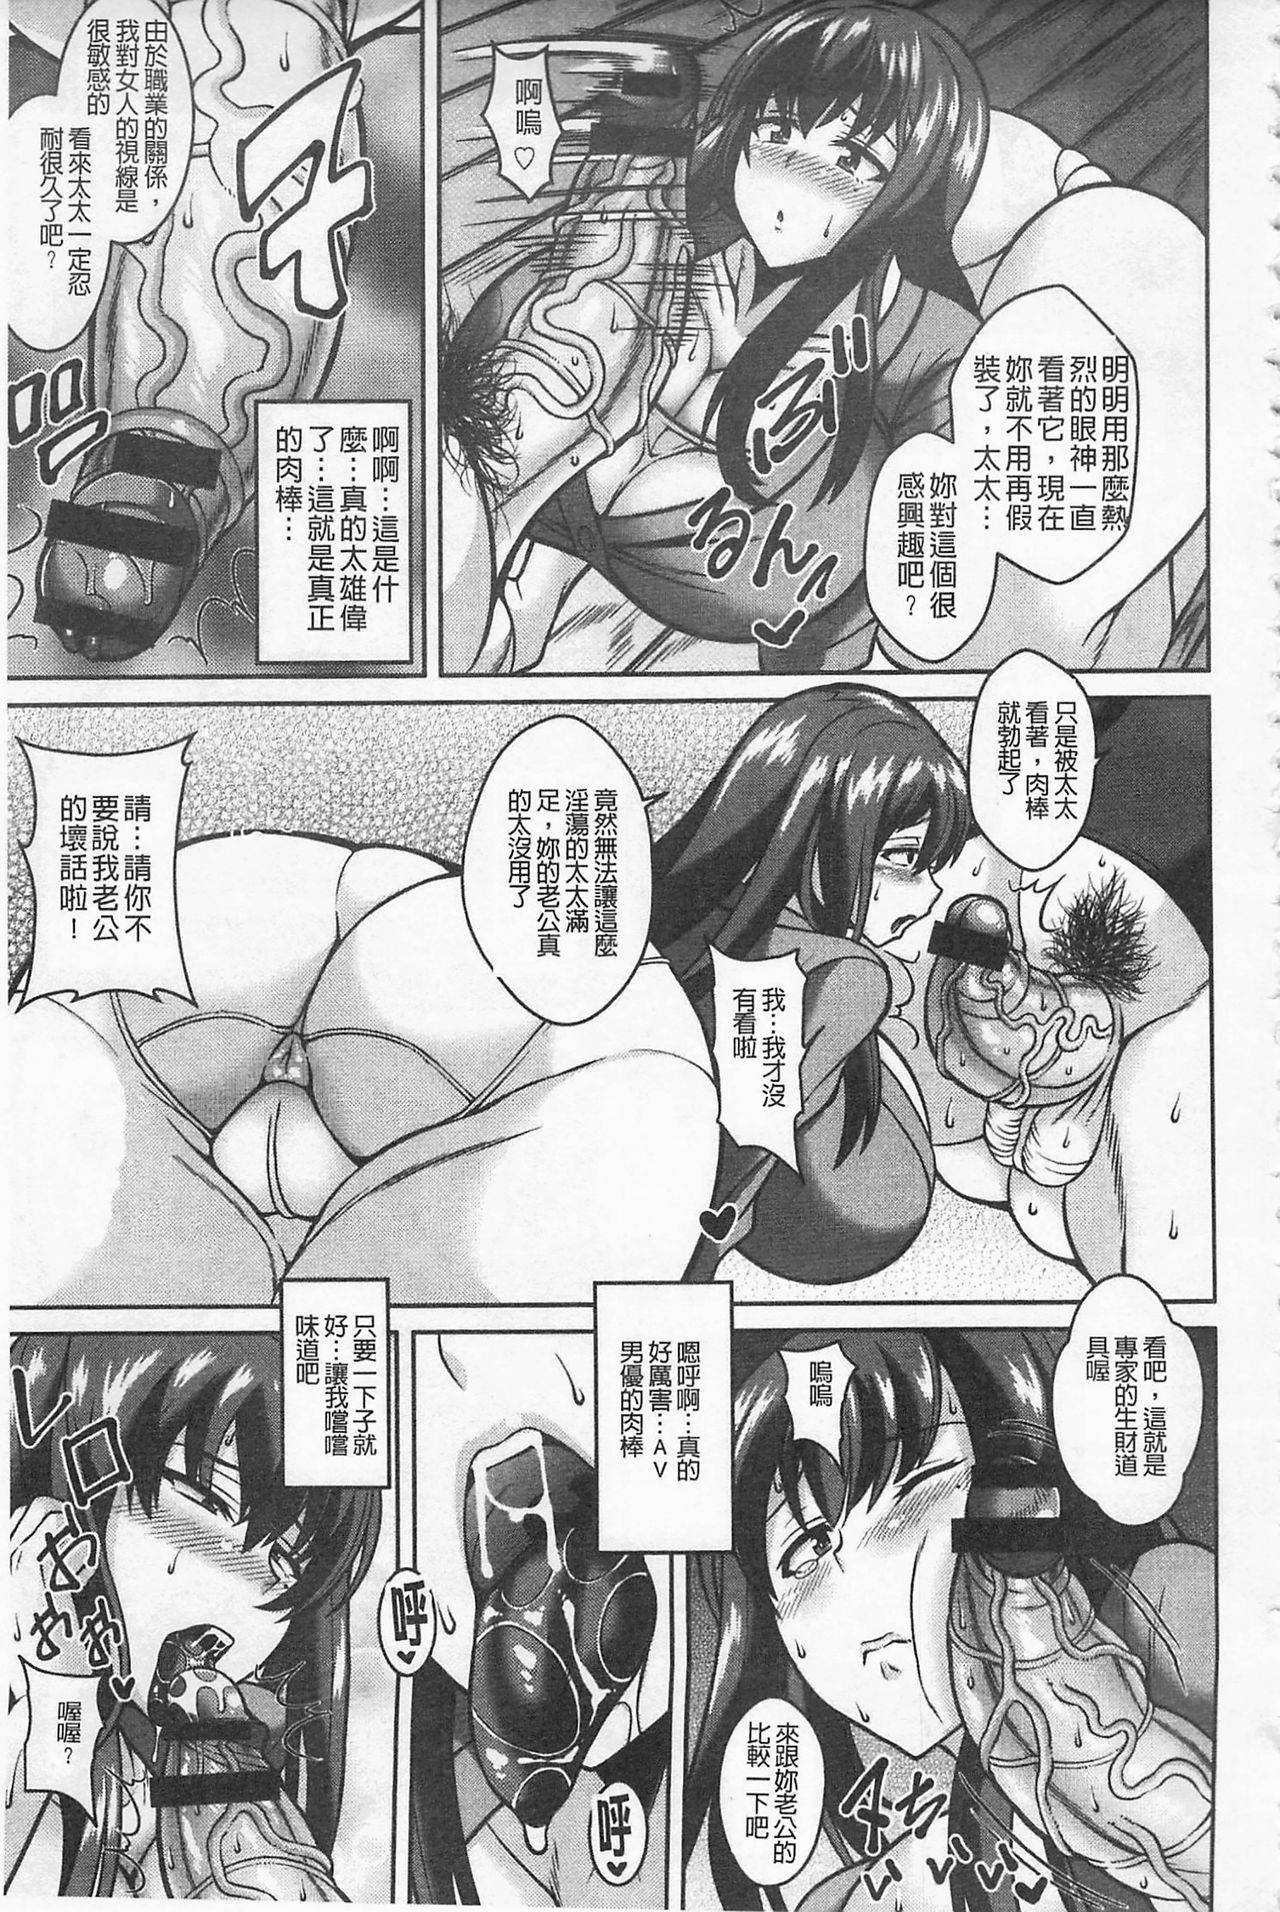 明明用那麼熱
烈的眼神一直
看著它，現在
妳就不用再假
裝了，太太…
妳對這個很
感興趣吧？
啊嗚♡
ぶるん
由於職業的關係，
我對女人的視線是
很敏感的
看來太太一定忍
耐很久了吧？
啊啊…這是什
麼…真的太雄偉
了…這就是真正
的肉棒…
只是被太太
看著，肉棒
就勃起了
我…我才沒
有看啦
竟然無法讓這麼
淫蕩的太太滿
足，妳的老公真
的太沒用了
請…請你不
要說我老公
的壞話啦！
看吧，這就是
專家的生財道
具喔
嗚嗚
來跟妳老公的
比較一下吧
嗯呼啊…真的
好厲害…AV
男優的肉棒
呼♥
呼♥
只要一下子就
好…讓我嚐嚐
味道吧
レロ
おお
おお
喔喔？